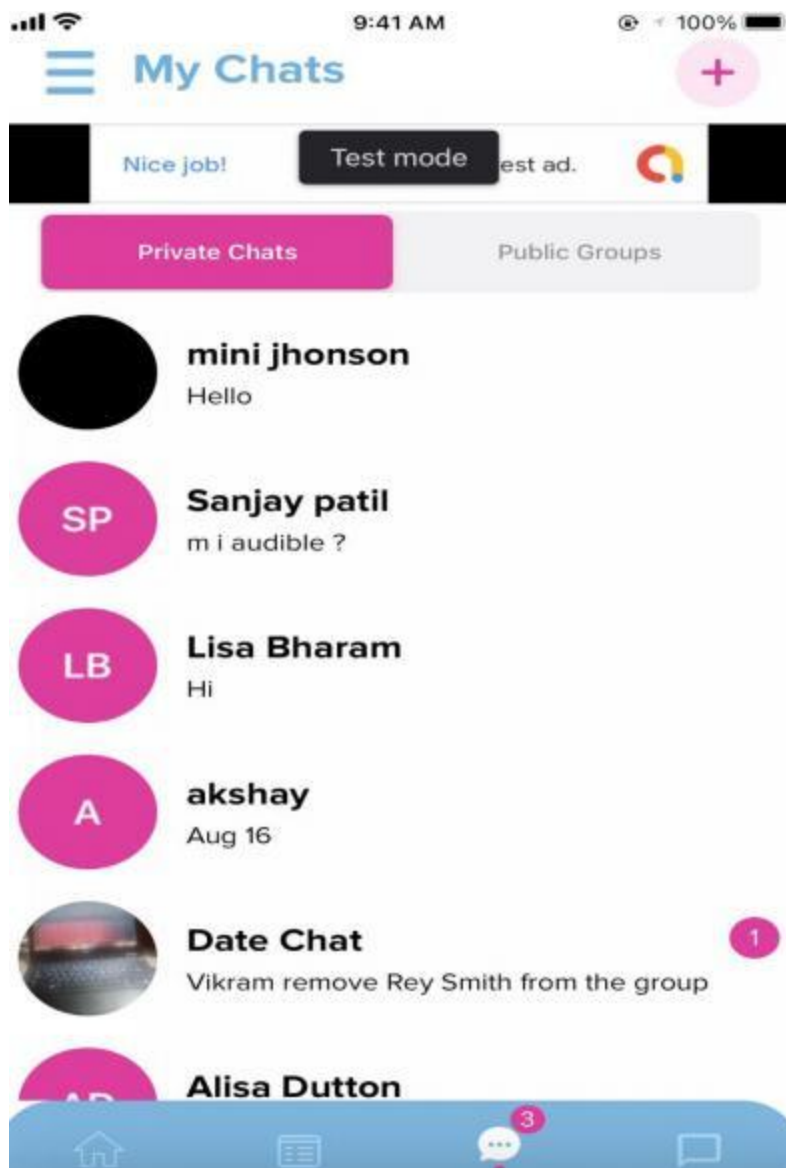 9:41 AM
100%
My Chats
+
Nice job!
Test mode
est ad.
Private Chats
Public Groups
mini jhonson
Hello
SP
Sanjay patil
m i audible ?
LB
Lisa Bharam
Hi
A
akshay
Aug 16
Date Chat
1
Vikram remove Rey Smith from the group
AD
Alisa Dutton
3